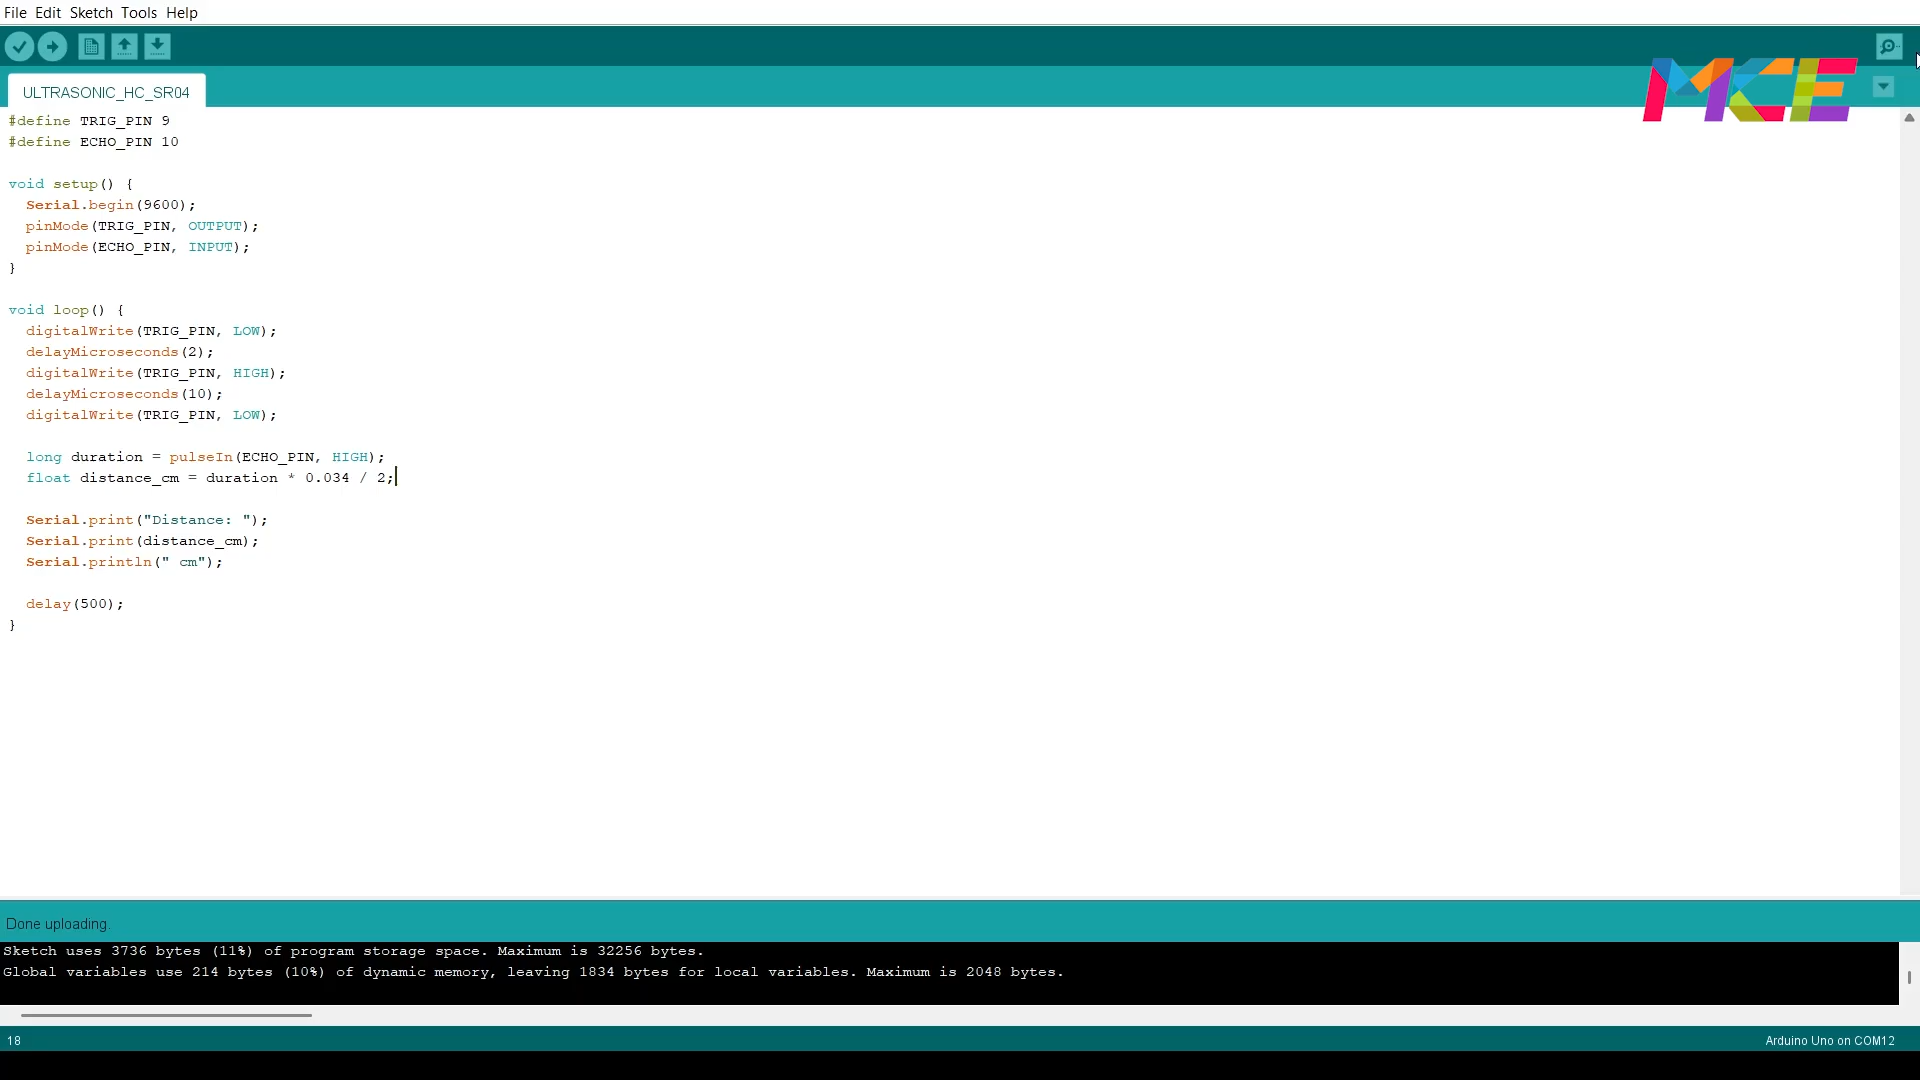 File Edit Sketch Tools Help
MCE
ULTRASONIC_HC_SR04
#define TRIG_PIN 9
#define ECHO_PIN 10
void setup() {
  Serial.begin(9600);
  pinMode(TRIG_PIN, OUTPUT);
  pinMode(ECHO_PIN, INPUT);
}
void loop() {
  digitalWrite(TRIG_PIN, LOW);
  delayMicroseconds(2);
  digitalWrite(TRIG_PIN, HIGH);
  delayMicroseconds(10);
  digitalWrite(TRIG_PIN, LOW);
  long duration = pulseIn(ECHO_PIN, HIGH);
  float distance_cm = duration * 0.034 / 2;
  Serial.print("Distance: ");
  Serial.print(distance_cm);
  Serial.println(" cm");
  delay(500);
}
Done uploading.
Sketch uses 3736 bytes (11%) of program storage space. Maximum is 32256 bytes.
Global variables use 214 bytes (10%) of dynamic memory, leaving 1834 bytes for local variables. Maximum is 2048 bytes.
18
Arduino Uno on COM12